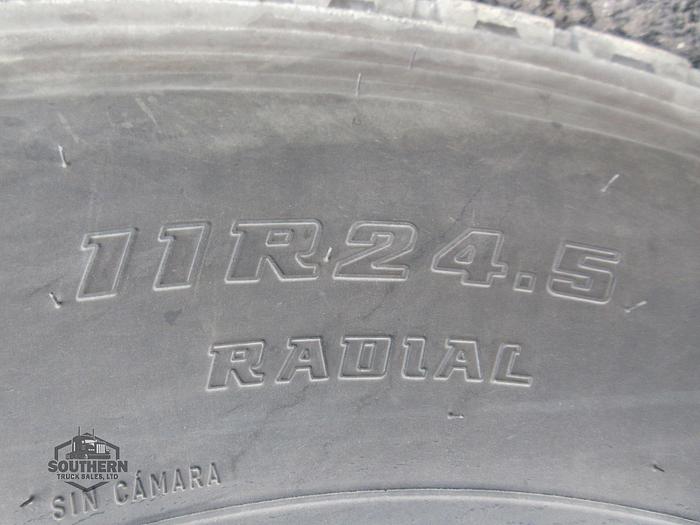 11R24.5
RADIAL
SOUTHERN
TRUCK SALES, LTD
SIN CÁMARA